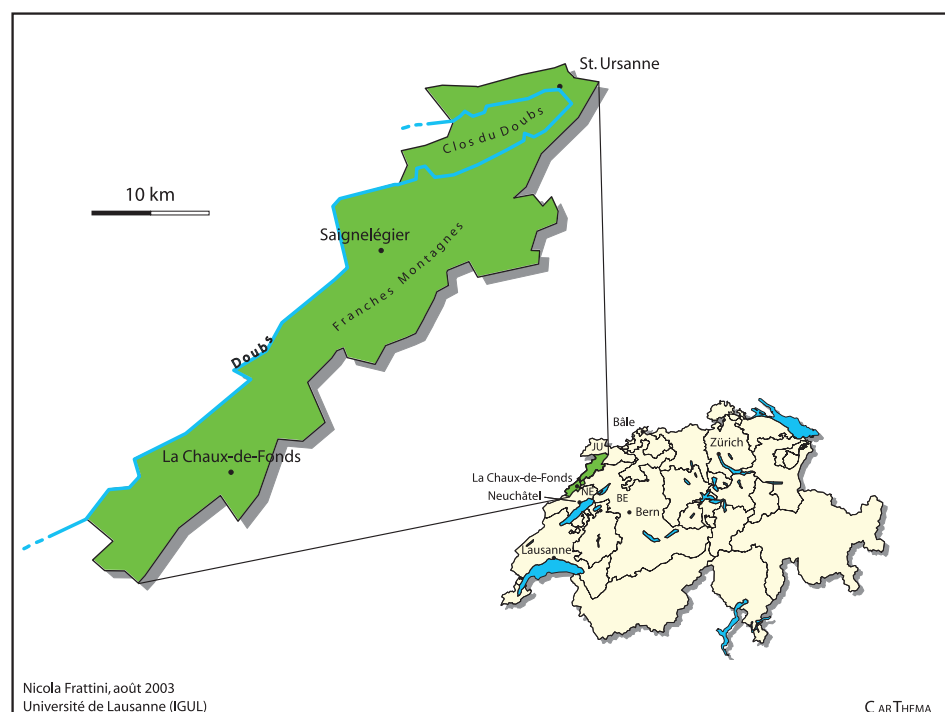 St. Ursanne
Clos du Doubs
10 km
Saignelégier
Franches Montagnes
Doubs
La Chaux-de-Fonds
Bâle
JU
Zürich
La Chaux-de-Fonds
NE
Neuchâtel
BE
Bern
Lausanne
Nicola Frattini, août 2003
Université de Lausanne (IGUL)
CARTHEMA